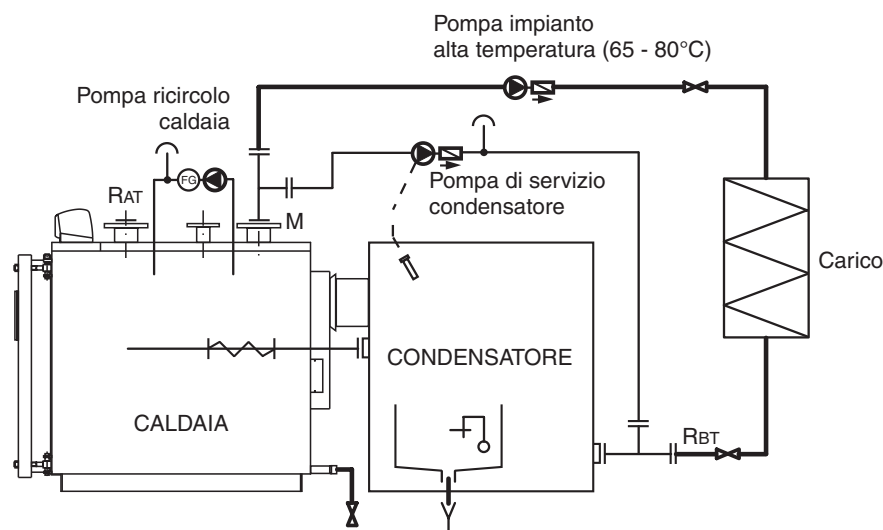 Pompa impianto
alta temperatura (65 - 80°C)
Pompa ricircolo
caldaia
FG
RAT
M
Pompa di servizio
condensatore
Carico
CONDENSATORE
CALDAIA
RBT